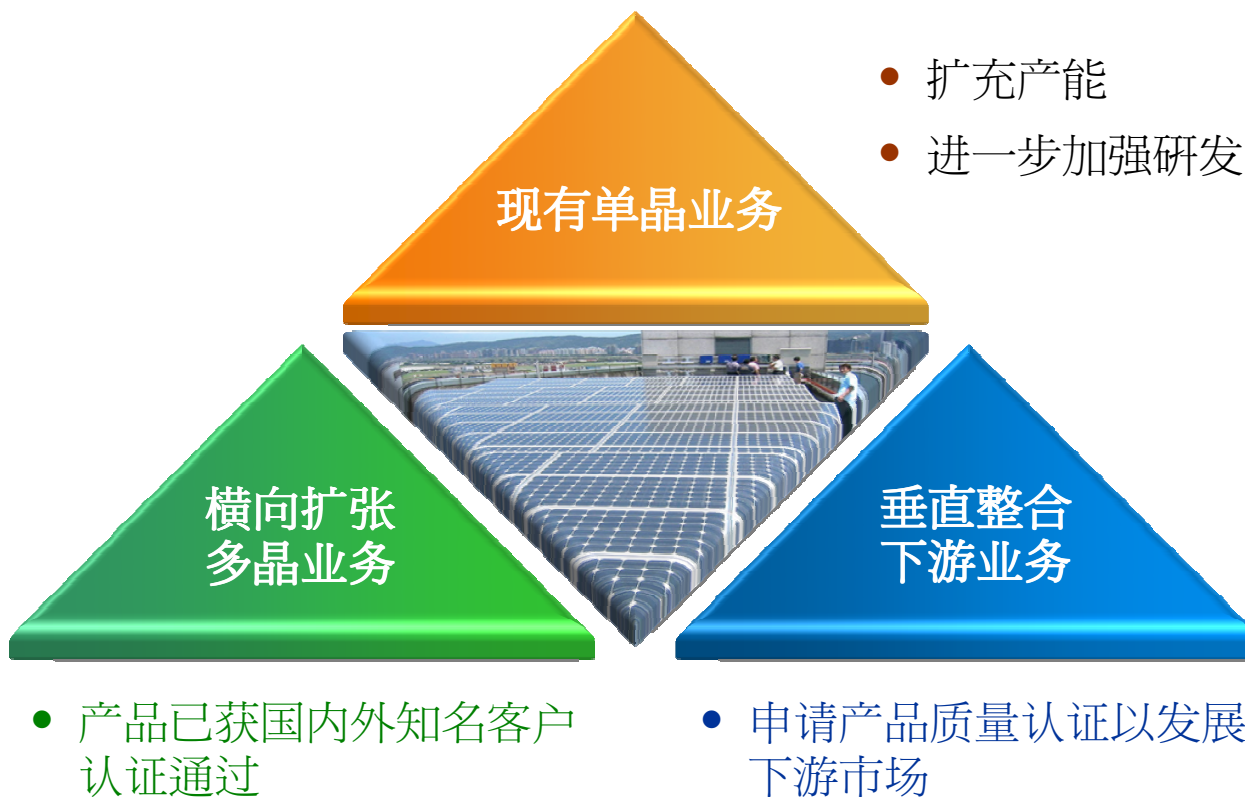 • 扩充产能
• 进一步加强研发
现有单晶业务
横向扩张
多晶业务
垂直整合
下游业务
• 产品已获国内外知名客户
认证通过
• 申请产品质量认证以发展
下游市场